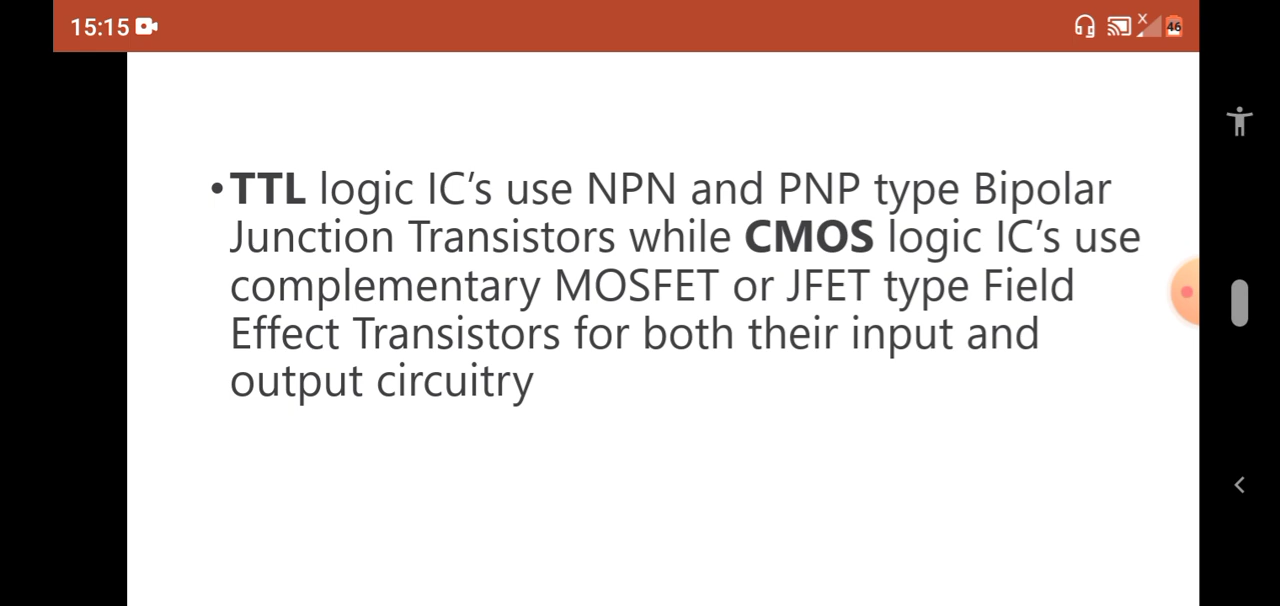 15:15
46
•TTL logic IC’s use NPN and PNP type Bipolar
Junction Transistors while CMOS logic IC’s use
complementary MOSFET or JFET type Field
Effect Transistors for both their input and
output circuitry